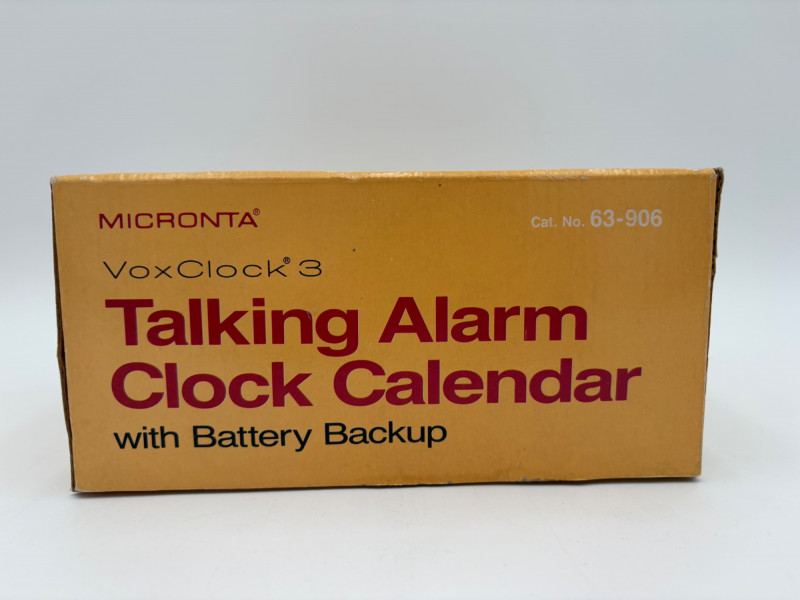 MICRONTA®
Cat. No. 63-906
VoxClock® 3
Talking Alarm
Clock Calendar
with Battery Backup